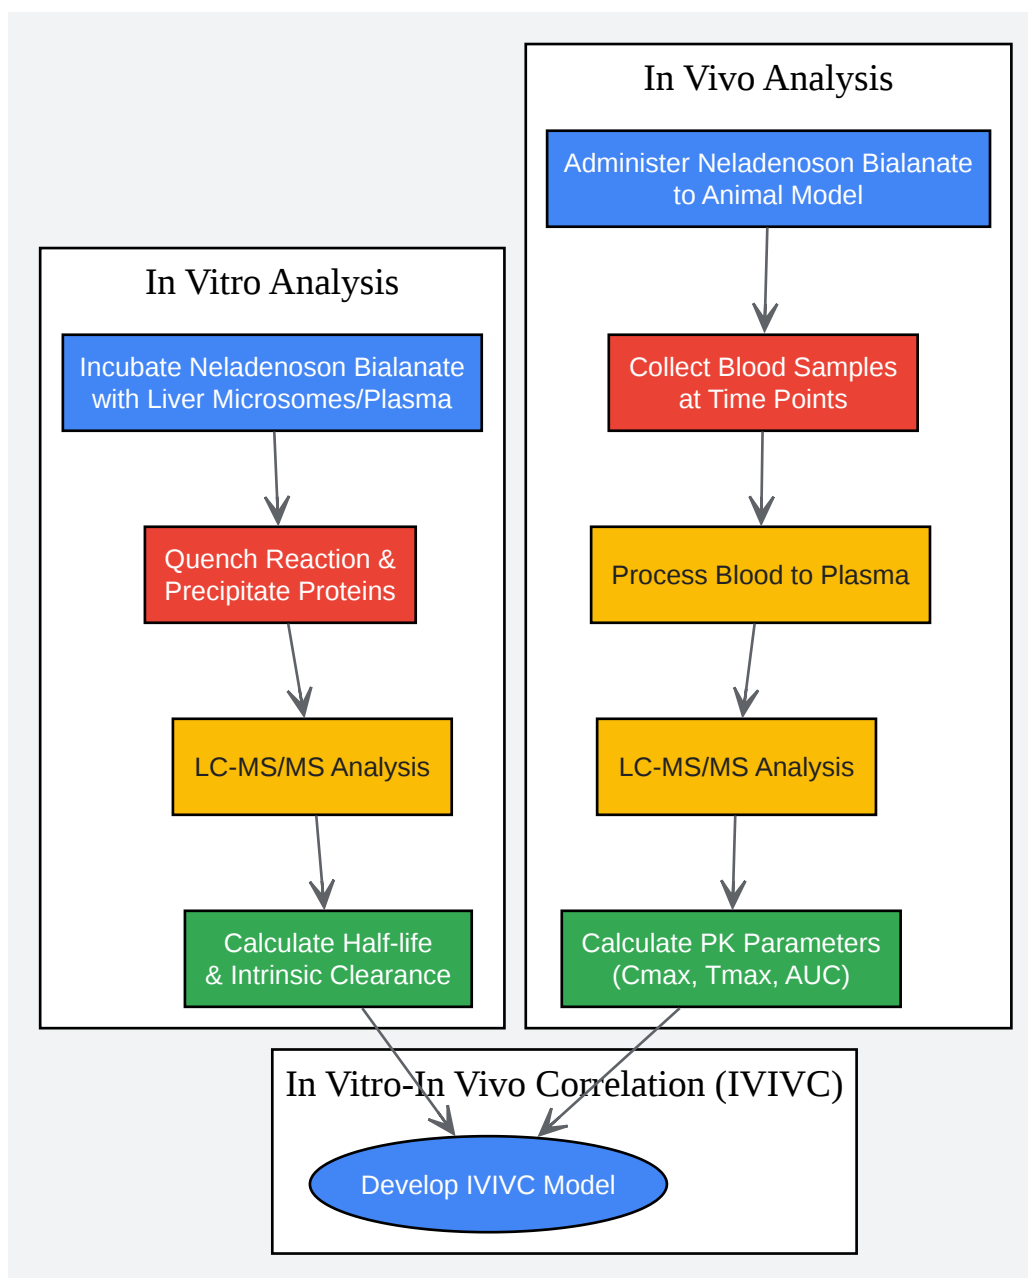 In Vitro Analysis
Incubate Neladenoson Bialanate
with Liver Microsomes/Plasma
Quench Reaction &
Precipitate Proteins
LC-MS/MS Analysis
Calculate Half-life
& Intrinsic Clearance
In Vivo Analysis
Administer Neladenoson Bialanate
to Animal Model
Collect Blood Samples
at Time Points
Process Blood to Plasma
LC-MS/MS Analysis
Calculate PK Parameters
(Cmax, Tmax, AUC)
In Vitro-In Vivo Correlation (IVIVC)
Develop IVIVC Model